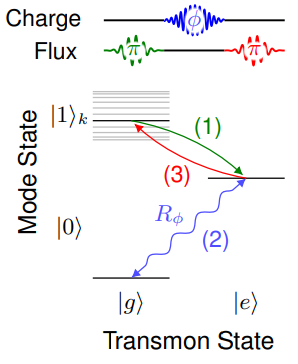 Charge ϕ
Flux π π
|1⟩k
(1)
(3)
Rϕ
(2)
|0⟩
|g⟩ |e⟩
Mode State
Transmon State